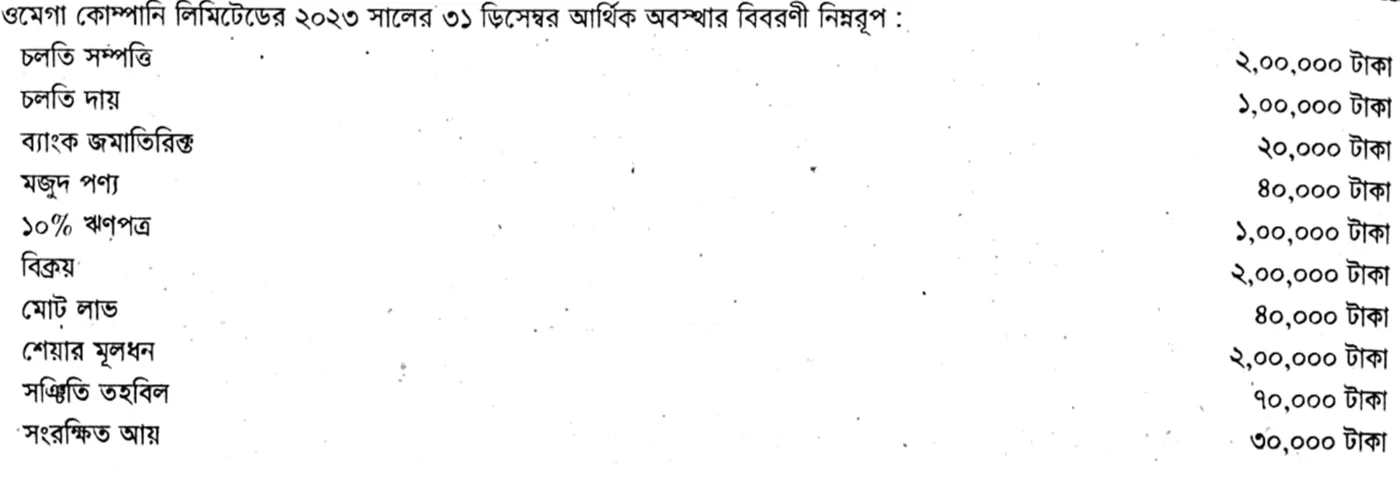 ওমেগা কোম্পানি লিমিটেডের ২০২৩ সালের ৩১ ডিসেম্বর আর্থিক অবস্থার বিবরণী নিম্নরূপ :
চলতি সম্পত্তি ২,০০,০০০ টাকা
চলতি দায় ১,০০,০০০ টাকা
ব্যাংক জমাতিরিক্ত ২০,০০০ টাকা
মজুদ পণ্য ৪০,০০০ টাকা
১০% ঋণপত্র ১,০০,০০০ টাকা
বিক্রয় ২,০০,০০০ টাকা
মোট লাভ ৪০,০০০ টাকা
শেয়ার মূলধন ২,০০,০০০ টাকা
সঞ্চিতি তহবিল ৭০,০০০ টাকা
সংরক্ষিত আয় ৩০,০০০ টাকা